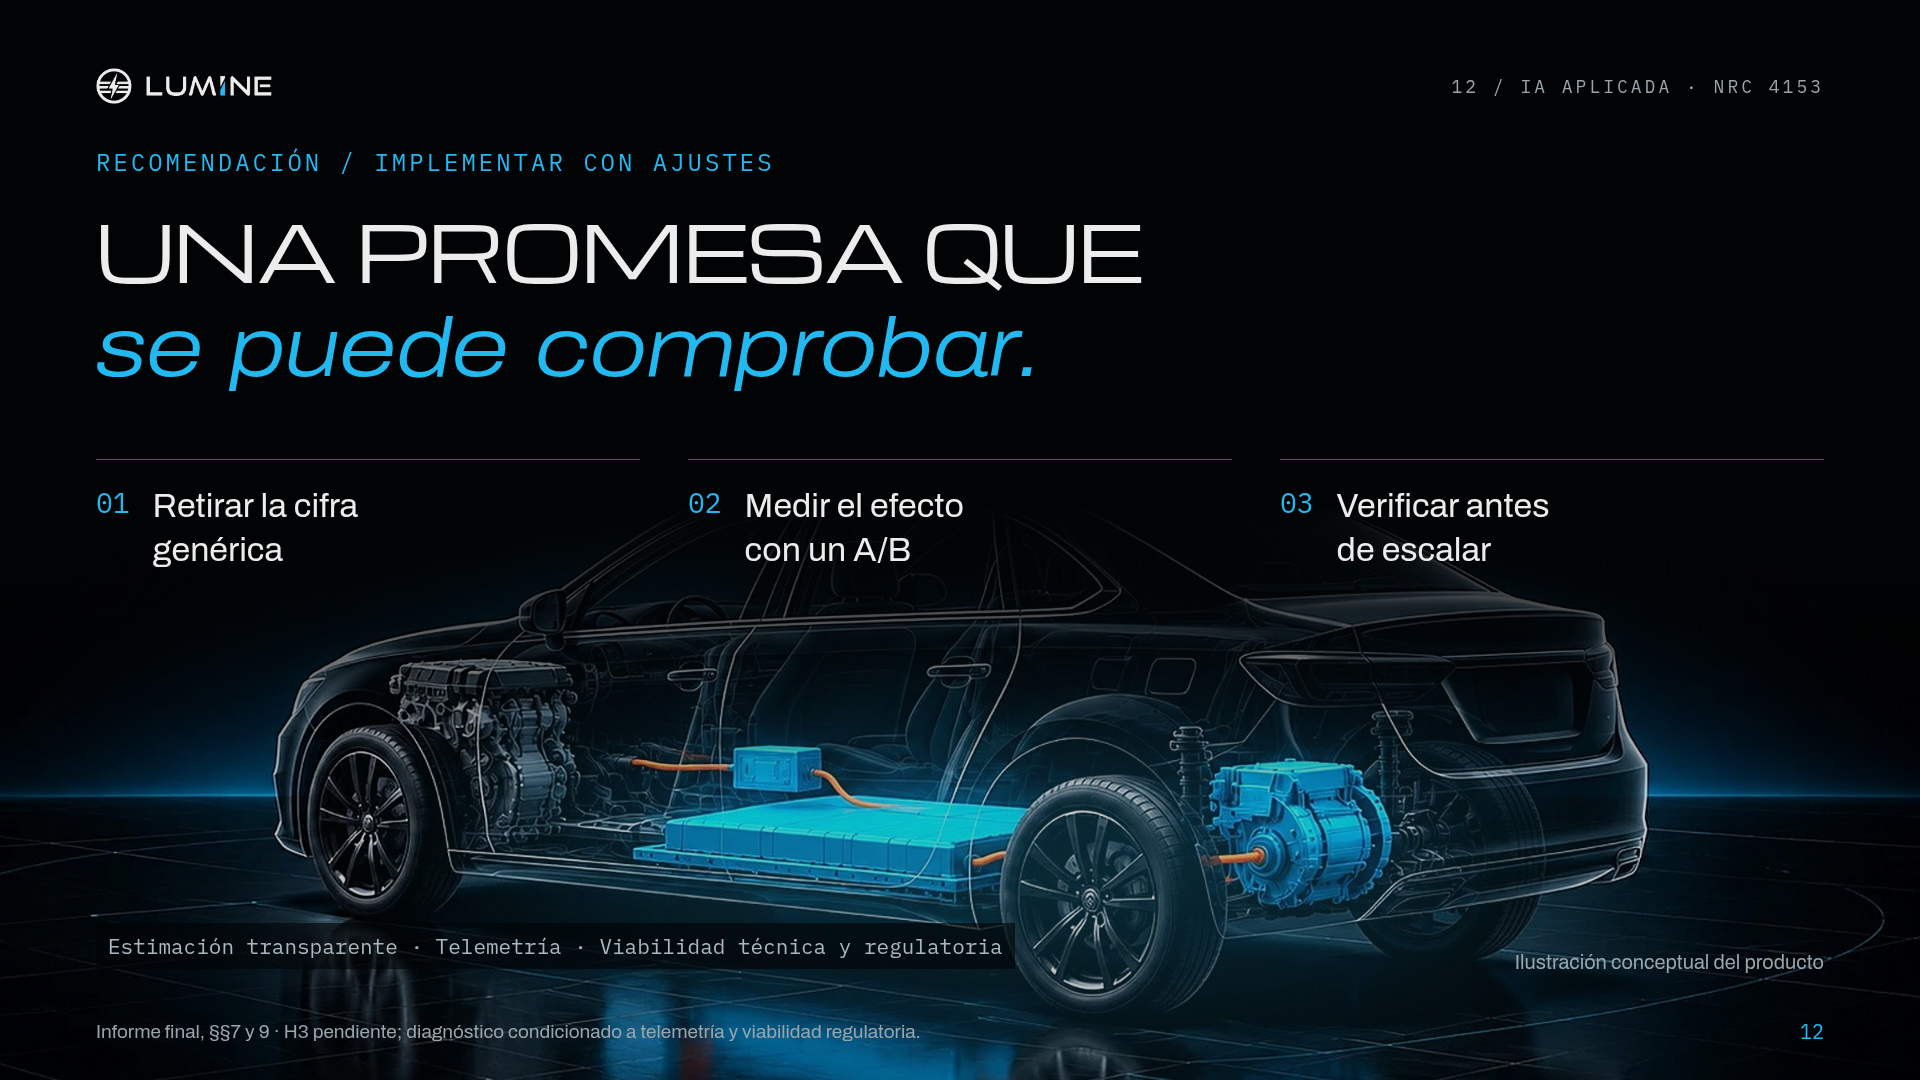 LUMINE
12 / IA APLICADA · NRC 4153
RECOMENDACIÓN / IMPLEMENTAR CON AJUSTES
UNA PROMESA QUE
se puede comprobar.
01 Retirar la cifra
genérica
02 Medir el efecto
con un A/B
03 Verificar antes
de escalar
Estimación transparente · Telemetría · Viabilidad técnica y regulatoria
Ilustración conceptual del producto
Informe final, §§7 y 9 · H3 pendiente; diagnóstico condicionado a telemetría y viabilidad regulatoria.
12